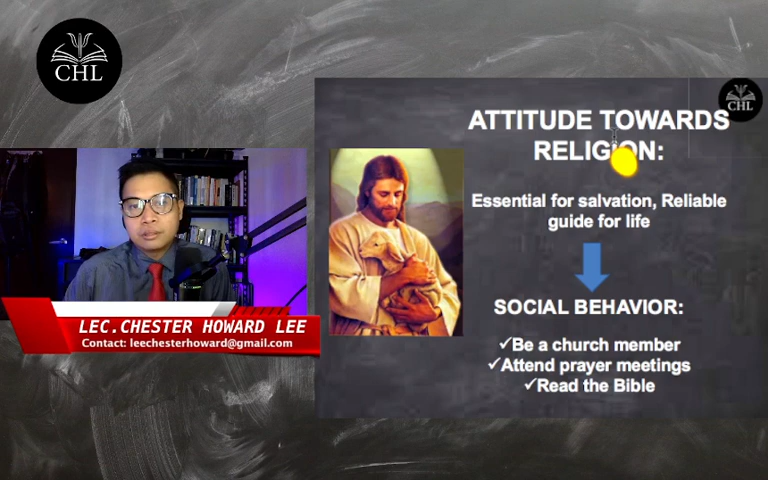 CHL
LEC.CHESTER HOWARD LEE
Contact: leechesterhoward@gmail.com
CHL
ATTITUDE TOWARDS
RELIGION:
Essential for salvation, Reliable
guide for life
SOCIAL BEHAVIOR:
✓Be a church member
✓Attend prayer meetings
✓Read the Bible